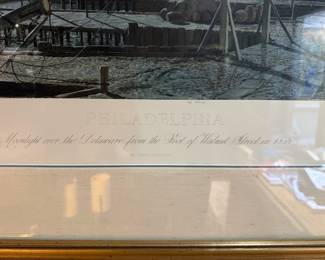 PHILADELPHIA
Moonlight over the Delaware from the Foot of Walnut Street in